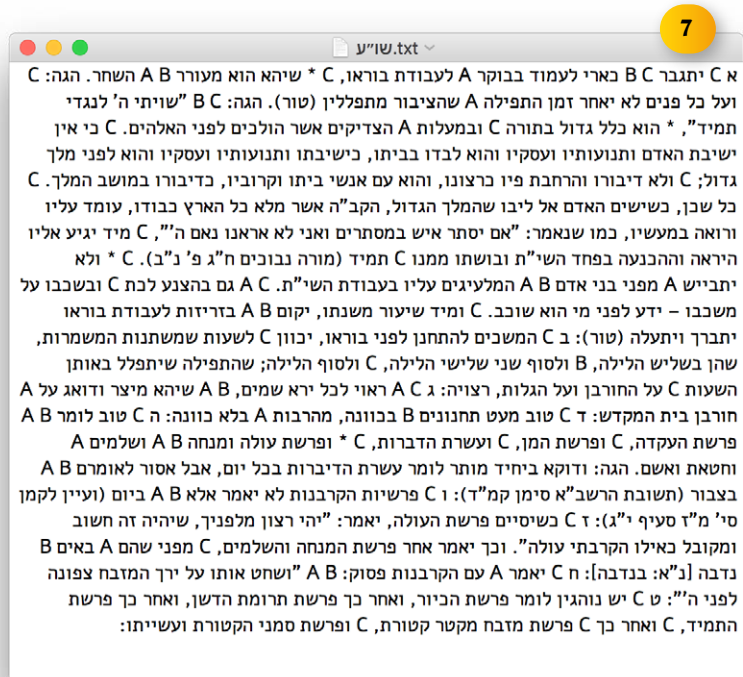 7
שו״ע.txt
א C יתגבר B C כארי לעמוד בבוקר A לעבודת בוראו, C * שיהא הוא מעורר A B השחר. הגה: C
ועל כל פנים לא יאחר זמן התפילה A שהציבור מתפללין (טור). הגה: B C "שויתי ה' לנגדי
תמיד", * הוא כלל גדול בתורה C ובמעלות A הצדיקים אשר הולכים לפני האלהים. C כי אין
ישיבת האדם ותנועותיו ועסקיו והוא לבדו בביתו, כישיבתו ותנועותיו ועסקיו והוא לפני מלך
גדול; C ולא דיבורו והרחבת פיו כרצונו, והוא עם אנשי ביתו וקרוביו, כדיבורו במושב המלך. C
כל שכן, כשישים האדם אל ליבו שהמלך הגדול, הקב"ה אשר מלא כל הארץ כבודו, עומד עליו
ורואה במעשיו, כמו שנאמר: "אם יסתר איש במסתרים ואני לא אראנו נאם ה'", C מיד יגיע אליו
היראה וההכנעה בפחד השי"ת ובושתו ממנו C תמיד (מורה נבוכים ח"ג פ' נ"ב). C * ולא
יתבייש A מפני בני אדם A B המלעיגים עליו בעבודת השי"ת. A C גם בהצנע לכת C ובשכבו על
משכבו – ידע לפני מי הוא שוכב. C ומיד שיעור משנתו, יקום A B בזריזות לעבודת בוראו
יתברך ויתעלה (טור): ב C המשכים להתחנן לפני בוראו, יכוון C לשעות שמשתנות המשמרות,
שהן בשליש הלילה, B ולסוף שני שלישי הלילה, C ולסוף הלילה; שהתפילה שיתפלל באותן
השעות C על החורבן ועל הגלות, רצויה: ג A C ראוי לכל ירא שמים, A B שיהא מיצר ודואג על A
חורבן בית המקדש: ד C טוב מעט תחנונים B בכוונה, מהרבות A בלא כוונה: ה C טוב לומר A B
פרשת העקדה, C ופרשת המן, C ועשרת הדברות, C * ופרשת עולה ומנחה A B ושלמים A
וחטאת ואשם. הגה: ודוקא ביחיד מותר לומר עשרת הדיברות בכל יום, אבל אסור לאומרם A B
בצבור (תשובת הרשב"א סימן קמ"ד): ו C פרשיות הקרבנות לא יאמר אלא A B ביום (ועיין לקמן
סי' מ"ז סעיף י"ג): ז C כשיסיים פרשת העולה, יאמר: "יהי רצון מלפניך, שיהיה זה חשוב
ומקובל כאילו הקרבתי עולה". וכך יאמר אחר פרשת המנחה והשלמים, C מפני שהם A באים B
נדבה [נ"א: בנדבה]: ח C יאמר A עם הקרבנות פסוק: A B "ושחט אותו על ירך המזבח צפונה
לפני ה'": ט C יש נוהגין לומר פרשת הכיור, ואחר כך פרשת תרומת הדשן, ואחר כך פרשת
התמיד, C ואחר כך C פרשת מזבח מקטר קטורת, C ופרשת סמני הקטורת ועשייתו: